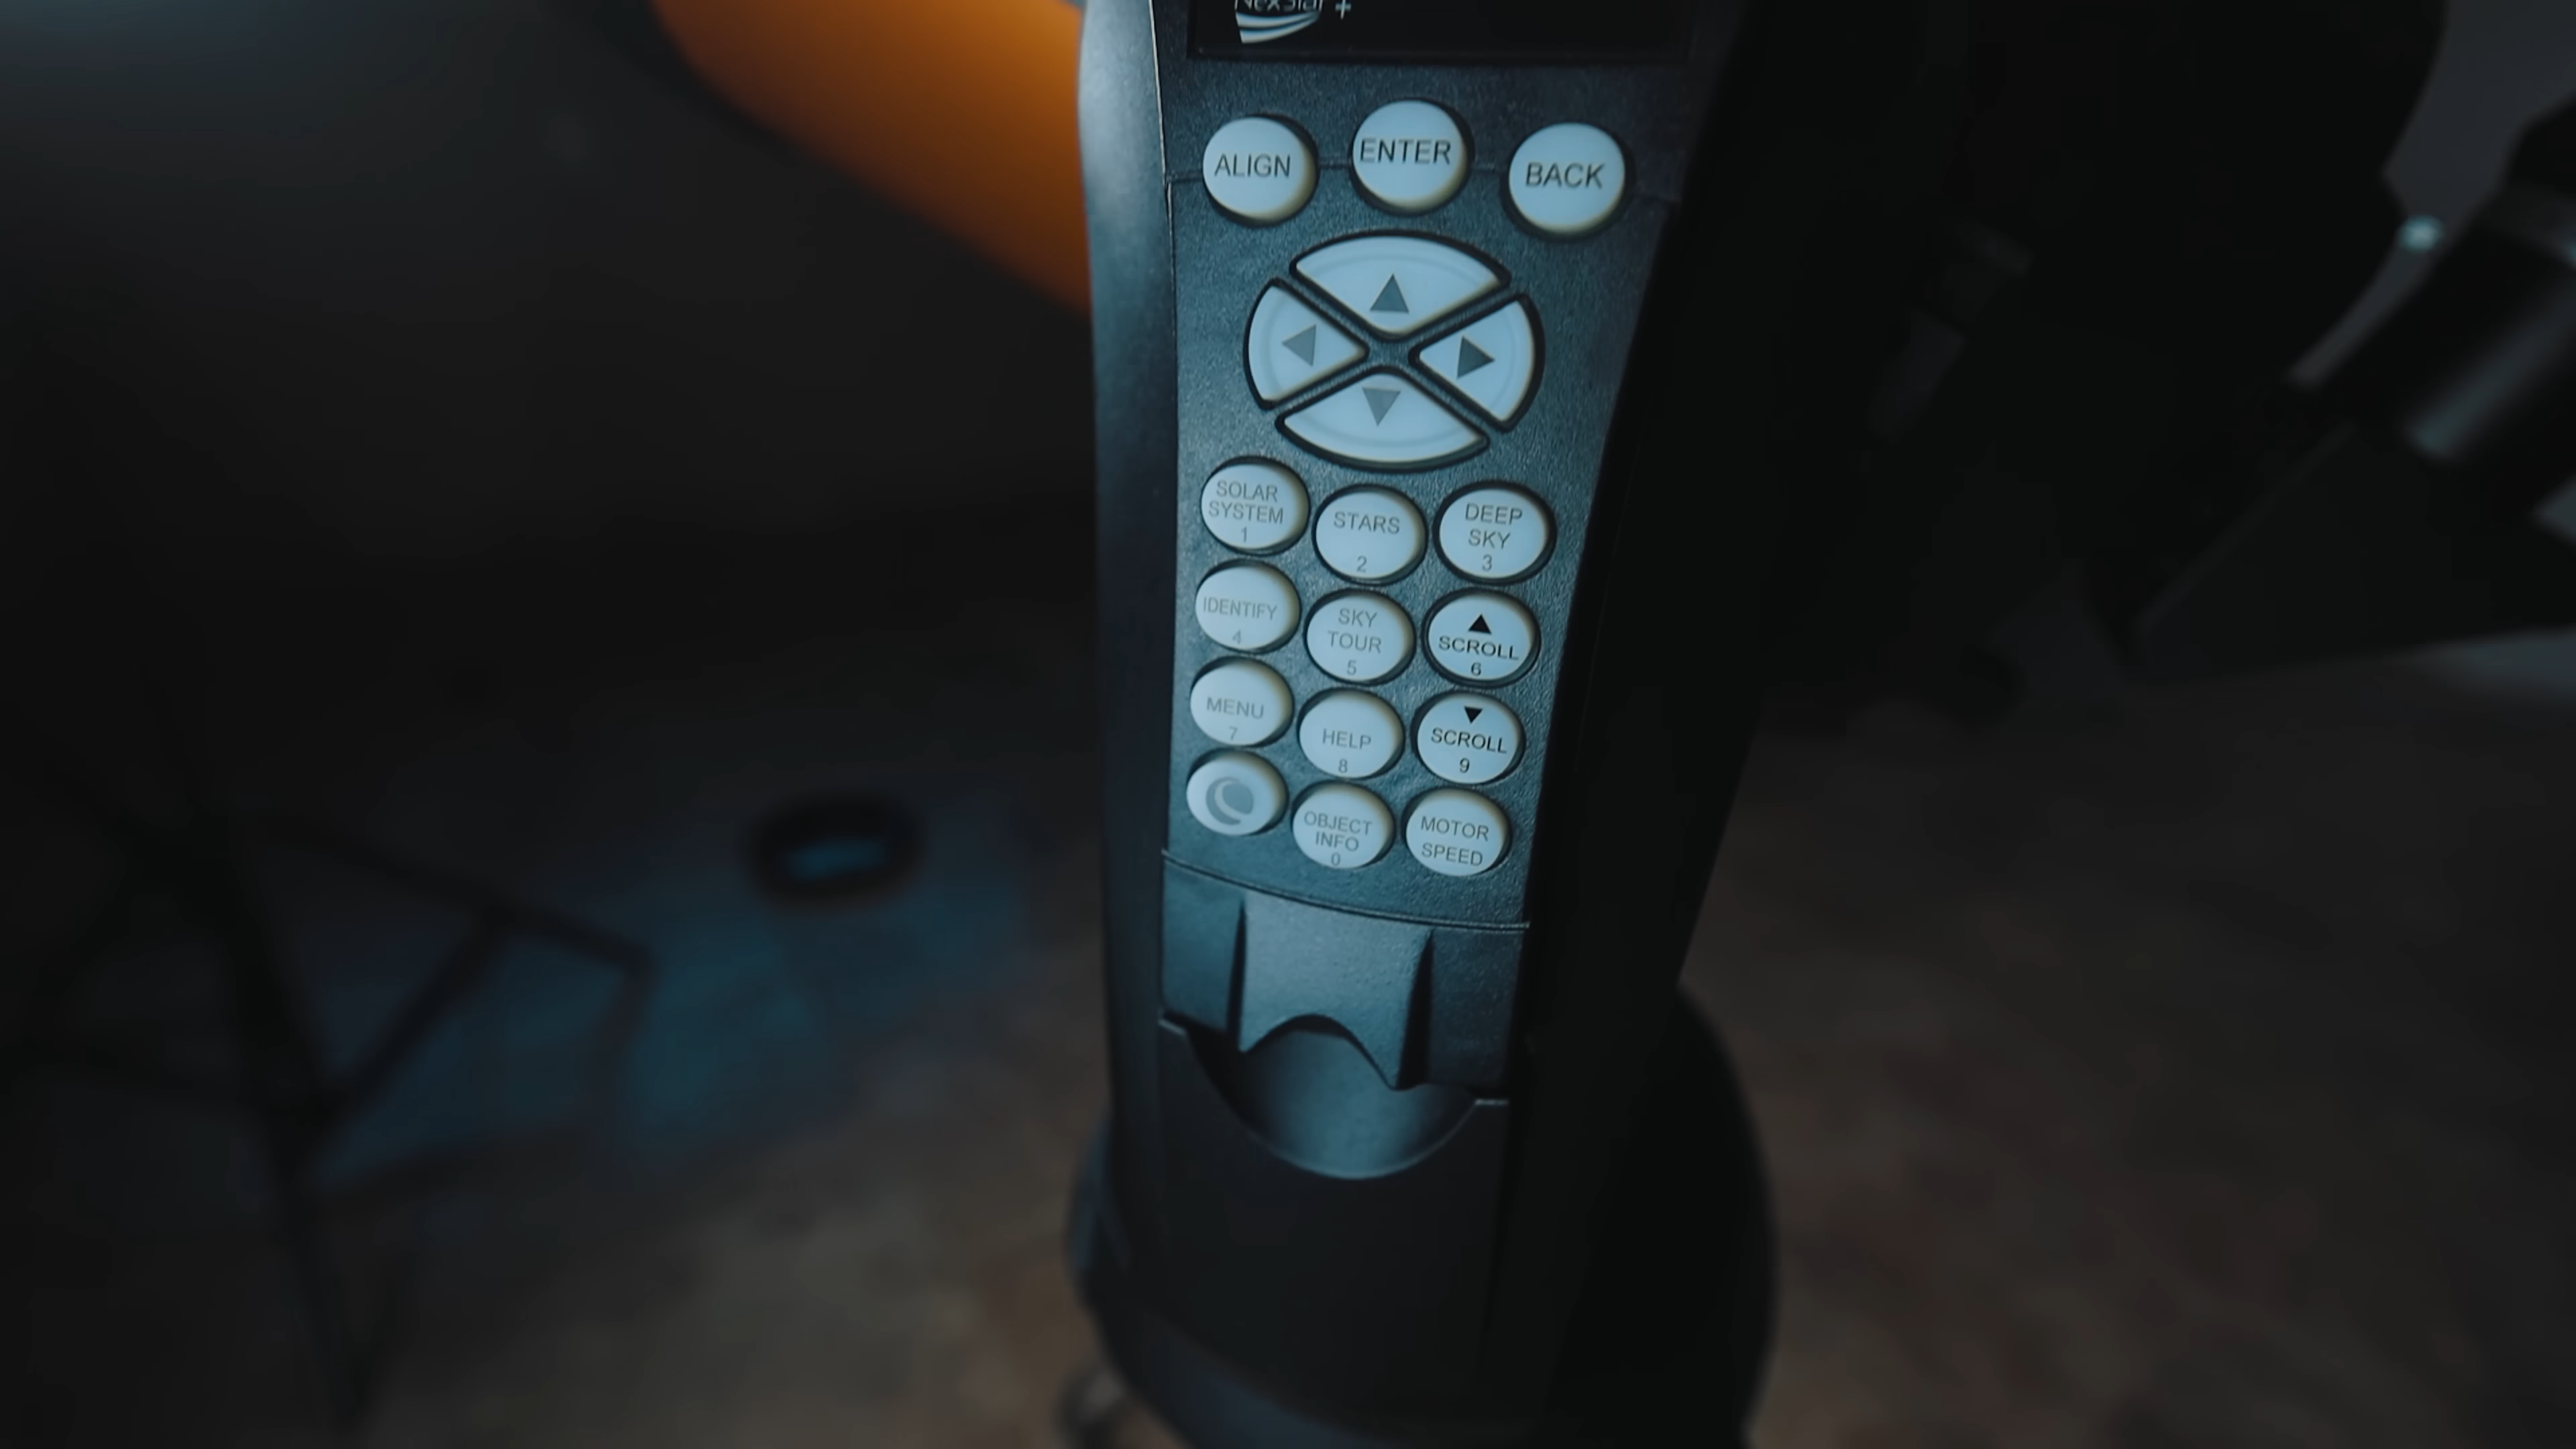 NexStar +
ALIGN
ENTER
BACK
SOLAR
SYSTEM
1
STARS
2
DEEP
SKY
3
IDENTIFY
4
SKY
TOUR
5
SCROLL
6
MENU
7
HELP
8
SCROLL
9
OBJECT
INFO
0
MOTOR
SPEED